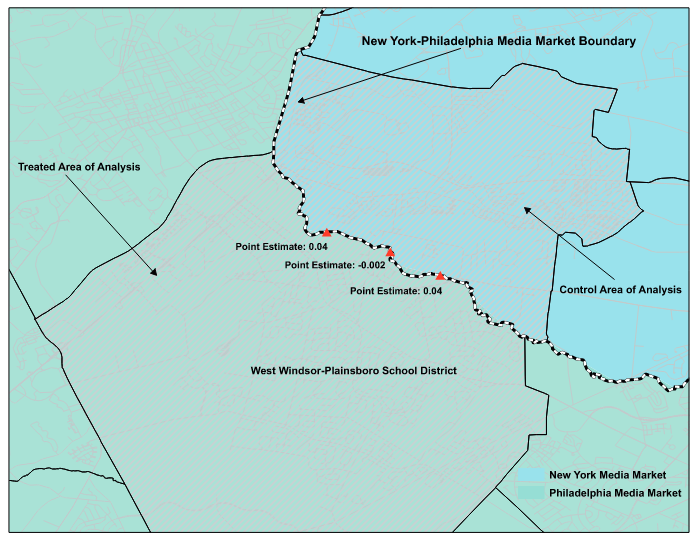 New York-Philadelphia Media Market Boundary
Treated Area of Analysis
Point Estimate: 0.04
Point Estimate: -0.002
Point Estimate: 0.04
Control Area of Analysis
West Windsor-Plainsboro School District
New York Media Market
Philadelphia Media Market